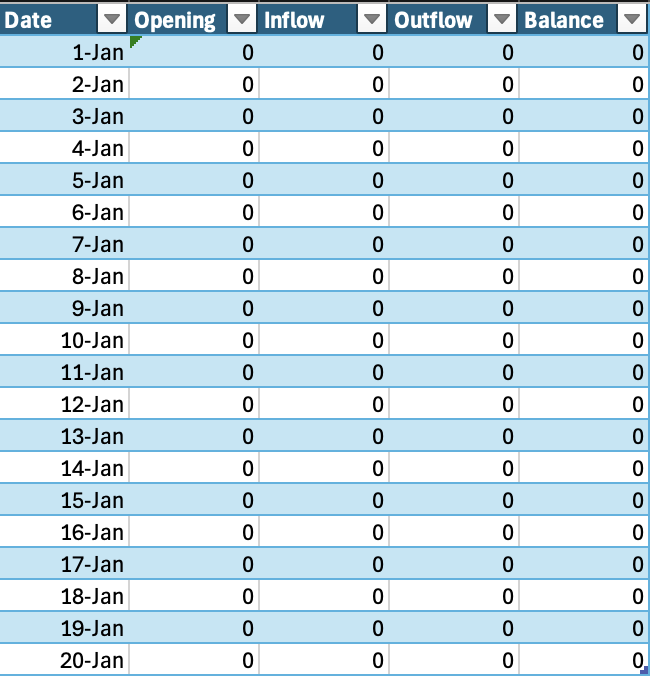 Date Opening Inflow Outflow Balance
1-Jan 0 0 0 0
2-Jan 0 0 0 0
3-Jan 0 0 0 0
4-Jan 0 0 0 0
5-Jan 0 0 0 0
6-Jan 0 0 0 0
7-Jan 0 0 0 0
8-Jan 0 0 0 0
9-Jan 0 0 0 0
10-Jan 0 0 0 0
11-Jan 0 0 0 0
12-Jan 0 0 0 0
13-Jan 0 0 0 0
14-Jan 0 0 0 0
15-Jan 0 0 0 0
16-Jan 0 0 0 0
17-Jan 0 0 0 0
18-Jan 0 0 0 0
19-Jan 0 0 0 0
20-Jan 0 0 0 0